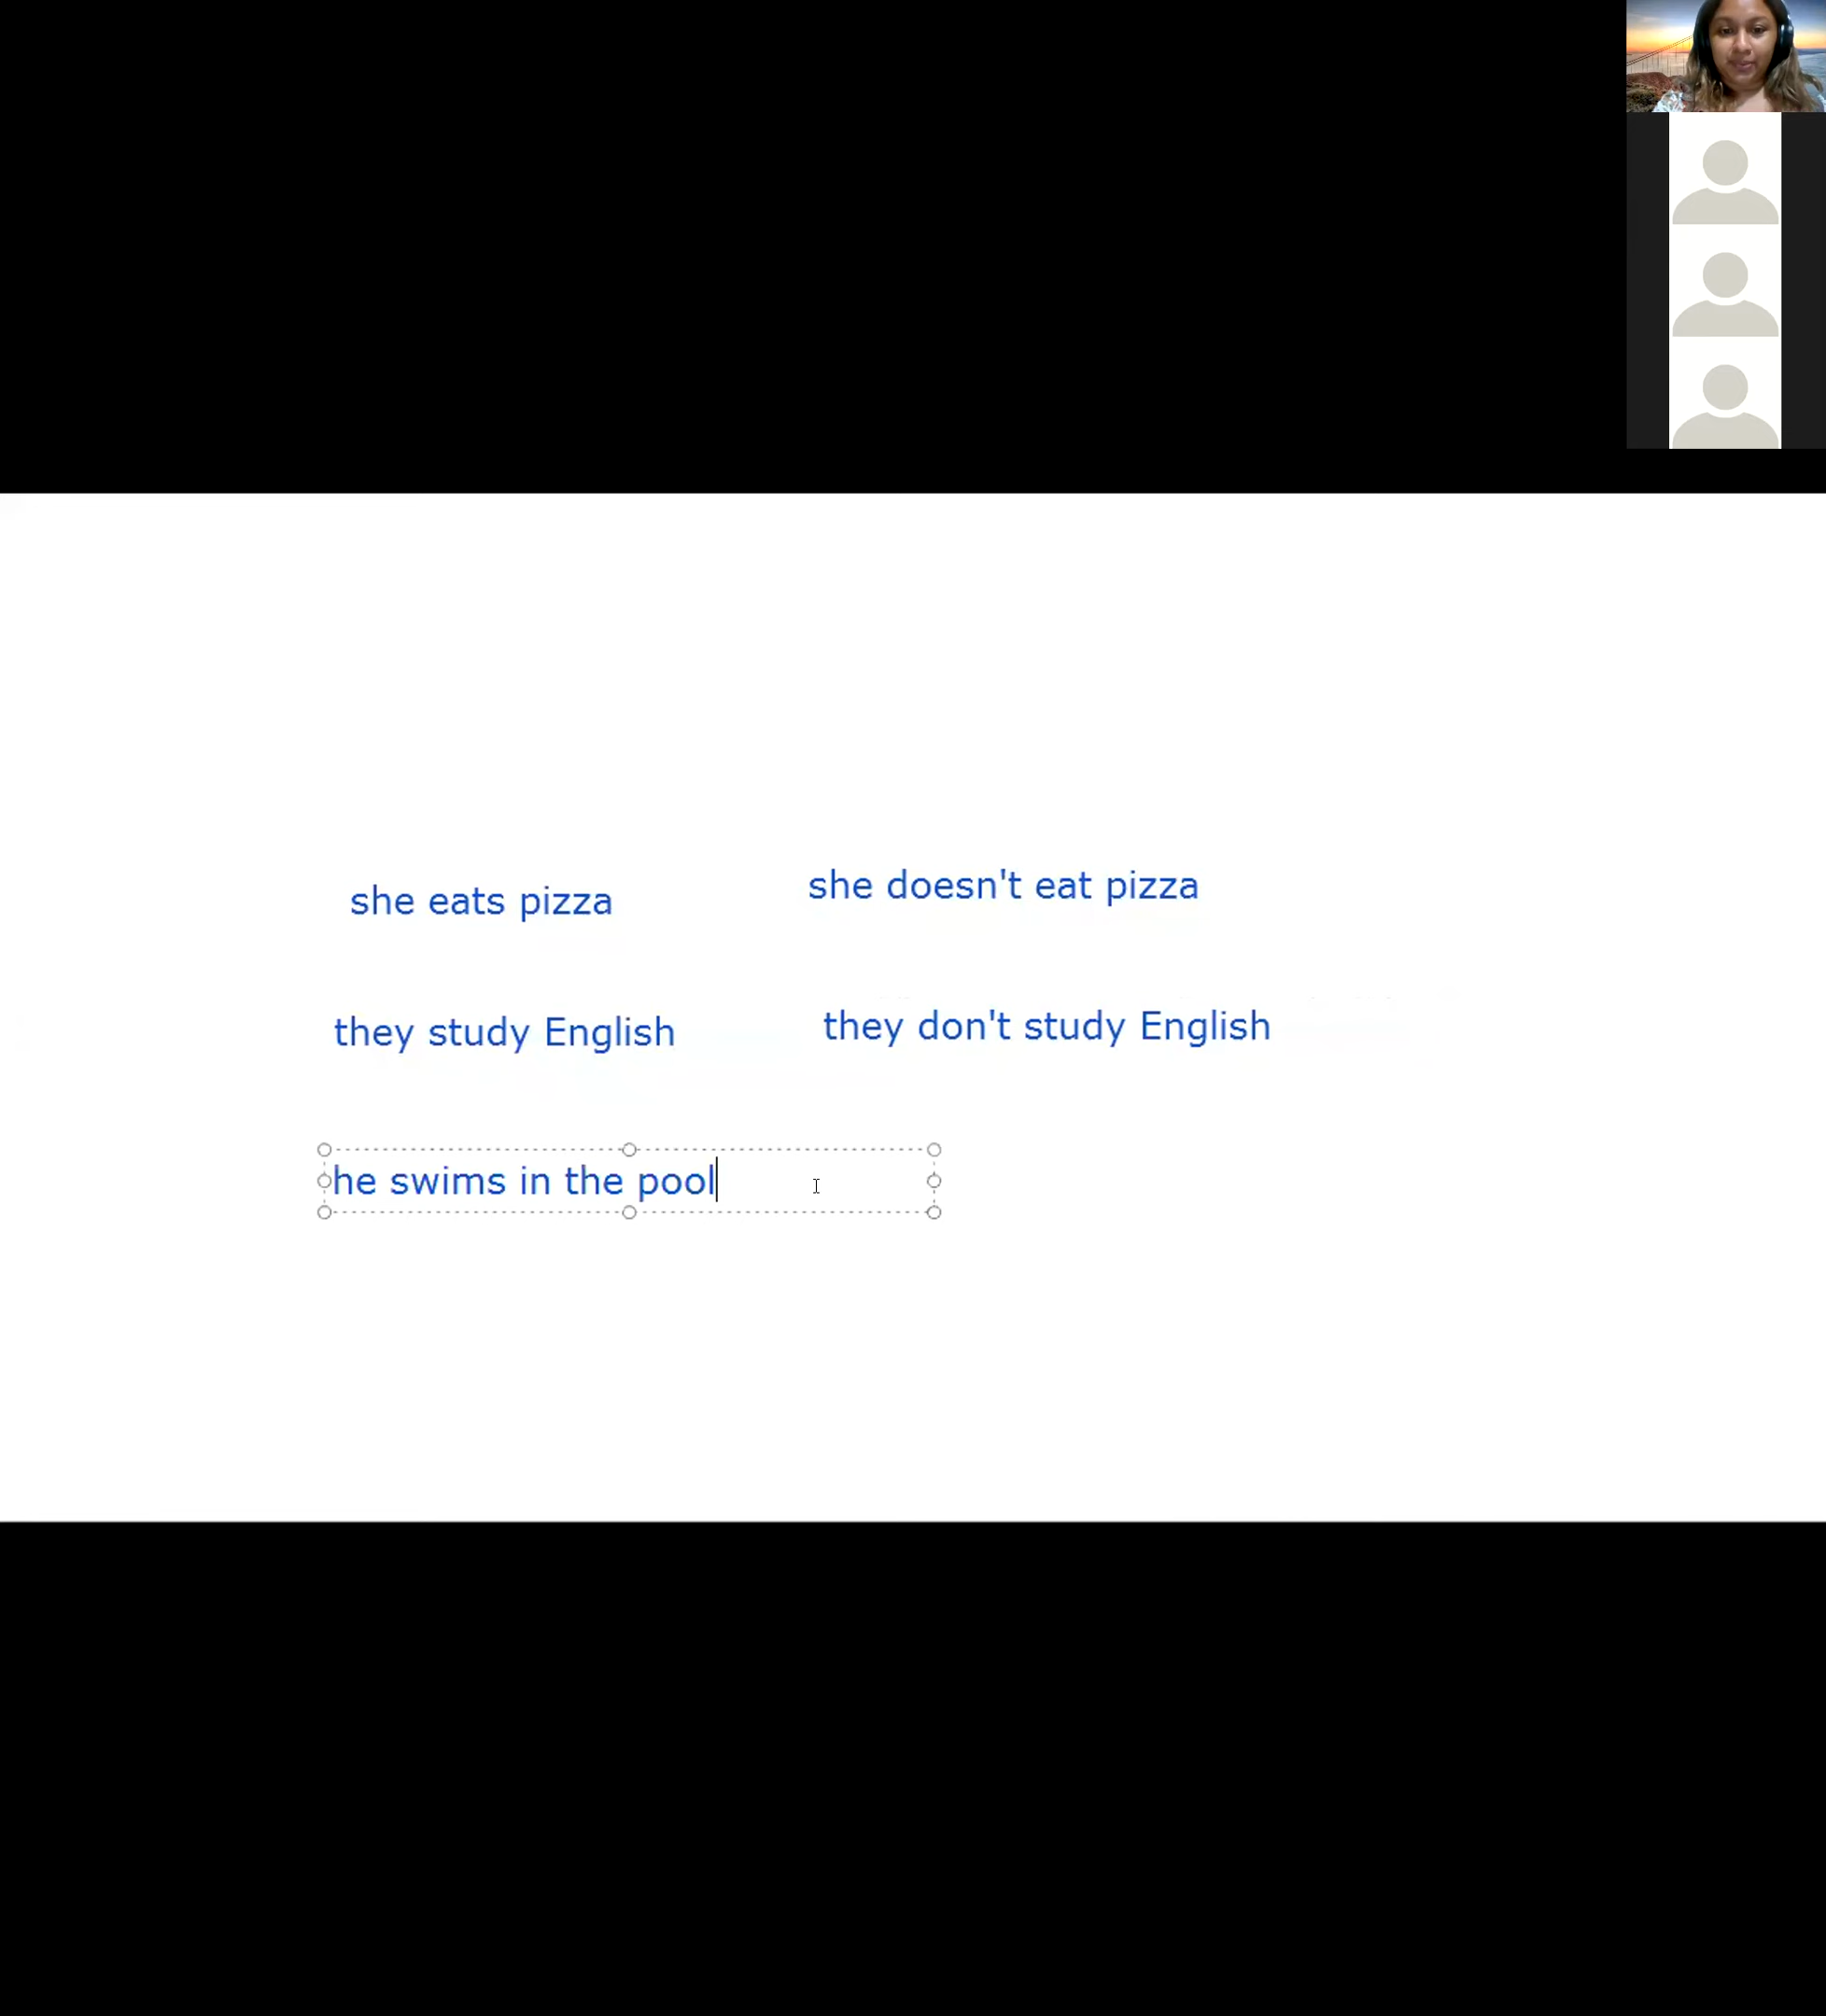 she eats pizza
she doesn't eat pizza
they study English
they don't study English
he swims in the pool